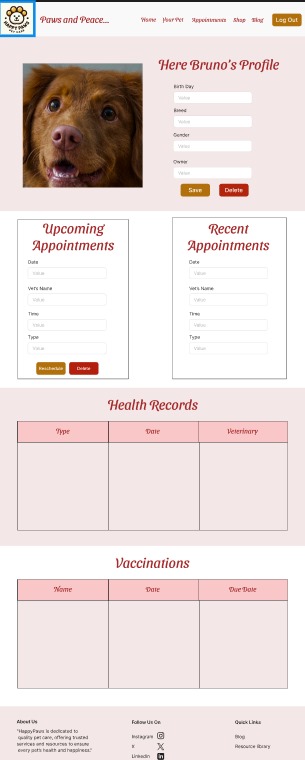 HAPPY PAWS
PET CARE
Paws and Peace...
Home
Your Pet
Appointments
Shop
Blog
Log Out
Here Bruno's Profile
Birth Day
Value
Breed
Value
Gender
Value
Owner
Value
Save
Delete
Upcoming
Appointments
Date
Value
Vet's Name
Value
Time
Value
Type
Value
Reschedule
Delete
Recent
Appointments
Date
Value
Vet's Name
Value
Time
Value
Type
Value
Health Records
Type
Date
Veterinary
Vaccinations
Name
Date
Due Date
About Us
"HappyPaws is dedicated to
quality pet care, offering trusted
services and resources to ensure
every pet's health and happiness."
Follow Us On
Instagram
X
LinkedIn
Quick Links
Blog
Resource library